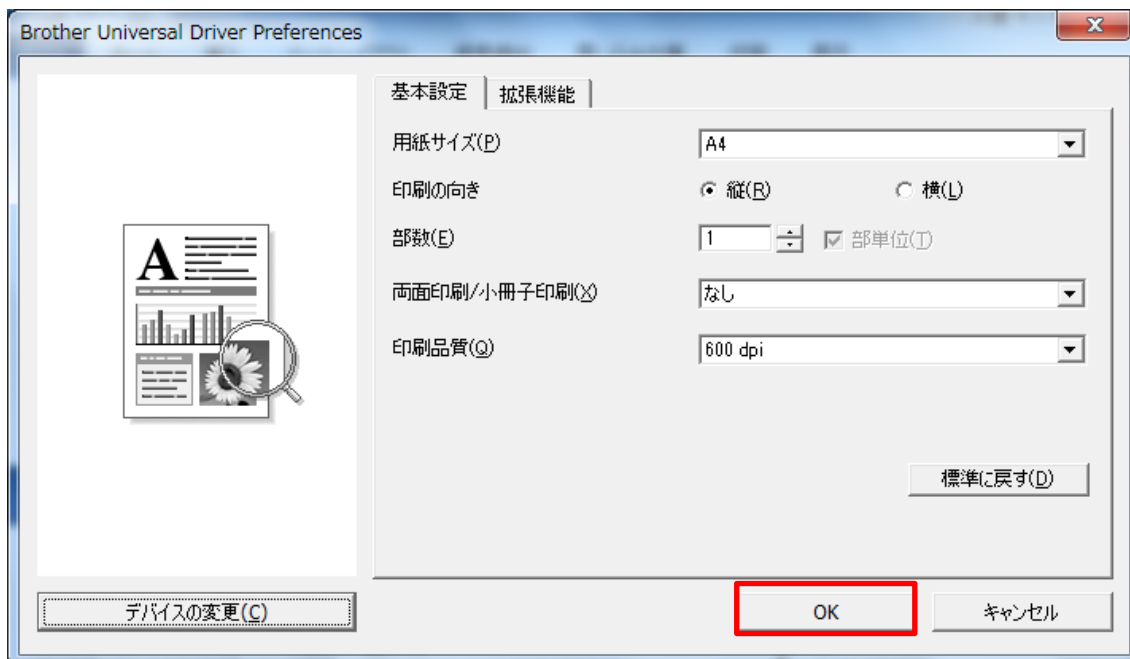 Brother Universal Driver Preferences
基本設定 拡張機能
用紙サイズ(P) A4
印刷の向き 縦(R) 横(L)
部数(E) 1 部単位(T)
両面印刷/小冊子印刷(X) なし
印刷品質(Q) 600 dpi
A
標準に戻す(D)
デバイスの変更(C) OK キャンセル